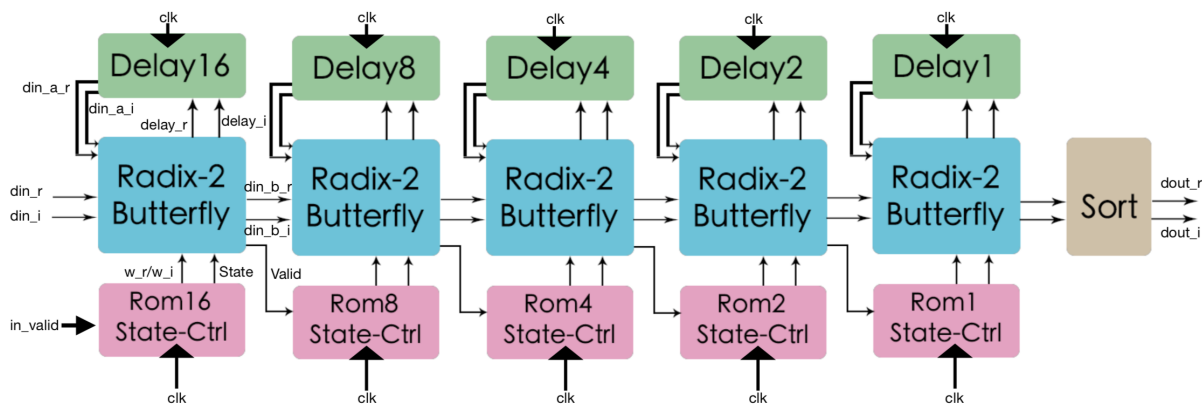 clk
clk
clk
clk
clk
Delay16
Delay8
Delay4
Delay2
Delay1
din_a_r
din_a_i
delay_r
delay_i
Radix-2
Butterfly
Radix-2
Butterfly
Radix-2
Butterfly
Radix-2
Butterfly
Radix-2
Butterfly
din_r
din_i
din_b_r
din_b_i
Sort
dout_r
dout_i
w_r/w_i
State
Valid
in_valid
Rom16
State-Ctrl
Rom8
State-Ctrl
Rom4
State-Ctrl
Rom2
State-Ctrl
Rom1
State-Ctrl
clk
clk
clk
clk
clk